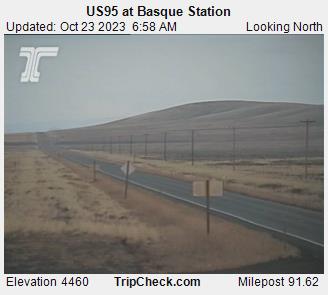 US95 at Basque Station
Updated: Oct 23 2023 6:58 AM Looking North
Elevation 4460 TripCheck.com Milepost 91.62